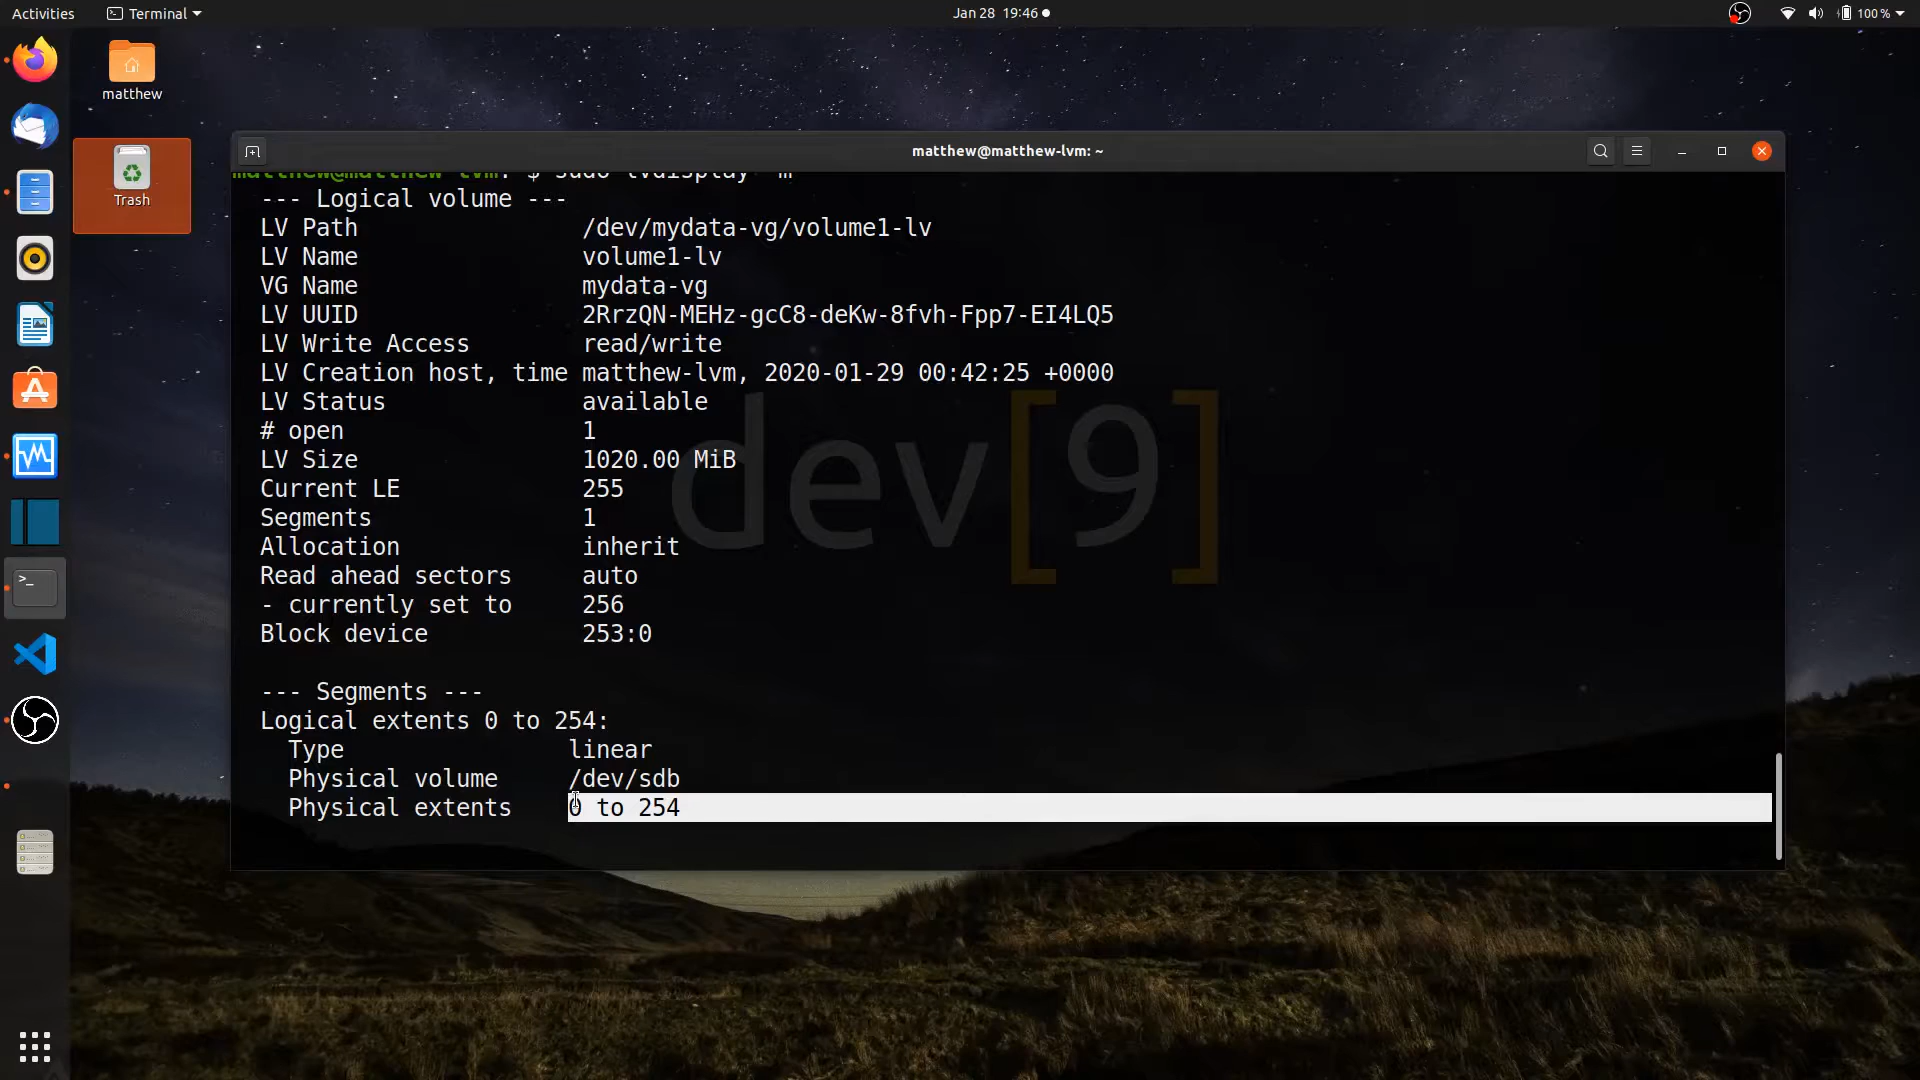 Activities
Terminal
Jan 28 19:46
100 %
matthew
Trash
matthew@matthew-lvm: ~
matthew@matthew-lvm:~$ sudo lvdisplay -m
--- Logical volume ---
LV Path /dev/mydata-vg/volume1-lv
LV Name volume1-lv
VG Name mydata-vg
LV UUID 2RrzQN-MEHz-gcC8-deKw-8fvh-Fpp7-EI4LQ5
LV Write Access read/write
LV Creation host, time matthew-lvm, 2020-01-29 00:42:25 +0000
LV Status available
# open 1
LV Size 1020.00 MiB
Current LE 255
Segments 1
Allocation inherit
Read ahead sectors auto
- currently set to 256
Block device 253:0
--- Segments ---
Logical extents 0 to 254:
Type linear
Physical volume /dev/sdb
Physical extents 0 to 254
dev[9]